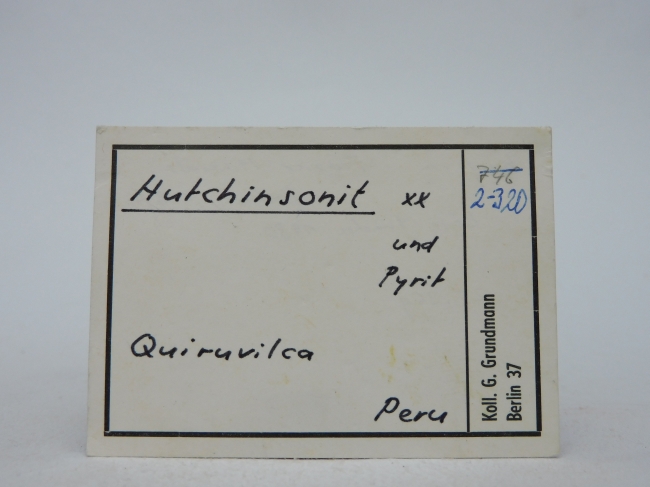 Hutchinsonit xx
und
Pyrit
Quiruvilca
Peru
746
2-320
Koll. G. Grundmann
Berlin 37